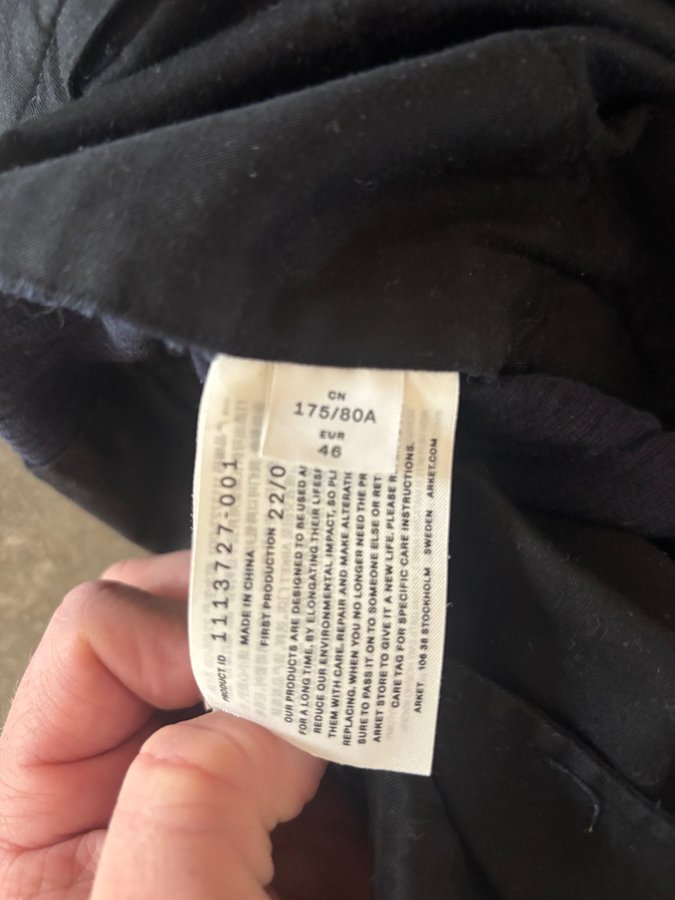 CN
175/80A
EUR
46
PRODUCT ID 1113727-001
MADE IN CHINA
FIRST PRODUCTION 22/0
OUR PRODUCTS ARE DESIGNED TO BE USED A
FOR A LONG TIME, BY ELONGATING THEIR LIFESP
REDUCE OUR ENVIRONMENTAL IMPACT, SO PL
THEM WITH CARE, REPAIR AND MAKE ALTERATI
REPLACING. WHEN YOU NO LONGER NEED THE PR
SURE TO PASS IT ON TO SOMEONE ELSE OR RET
ARKET STORE TO GIVE IT A NEW LIFE. PLEASE R
CARE TAG FOR SPECIFIC CARE INSTRUCTIONS.
ARKET 106 38 STOCKHOLM SWEDEN ARKET.COM